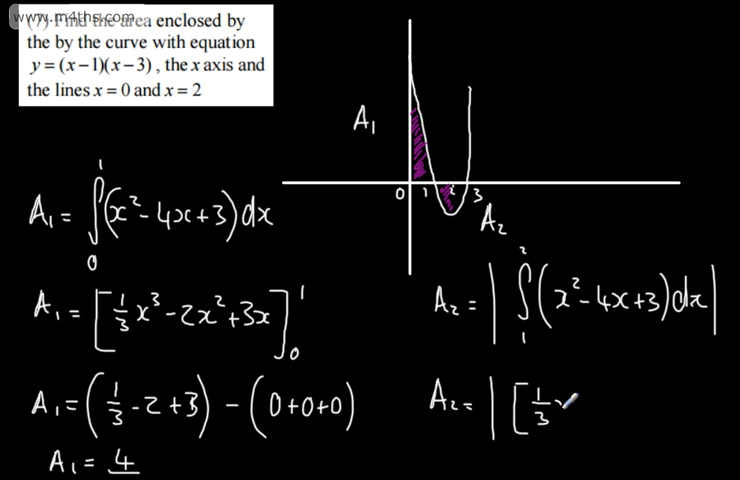 www.m4ths.com
(7) Find the area enclosed by
the by the curve with equation
y = (x − 1)(x − 3), the x axis and
the lines x = 0 and x = 2
A₁
0 1 2 3
A₂
A₁ = ∫₀¹ (x² − 4x + 3) dx
A₁ = [⅓x³ − 2x² + 3x]₀¹
A₁ = (⅓ − 2 + 3) − (0 + 0 + 0)
A₁ = 4
A₂ = | ∫₁² (x² − 4x + 3) dx |
A₂ = | [ ⅓